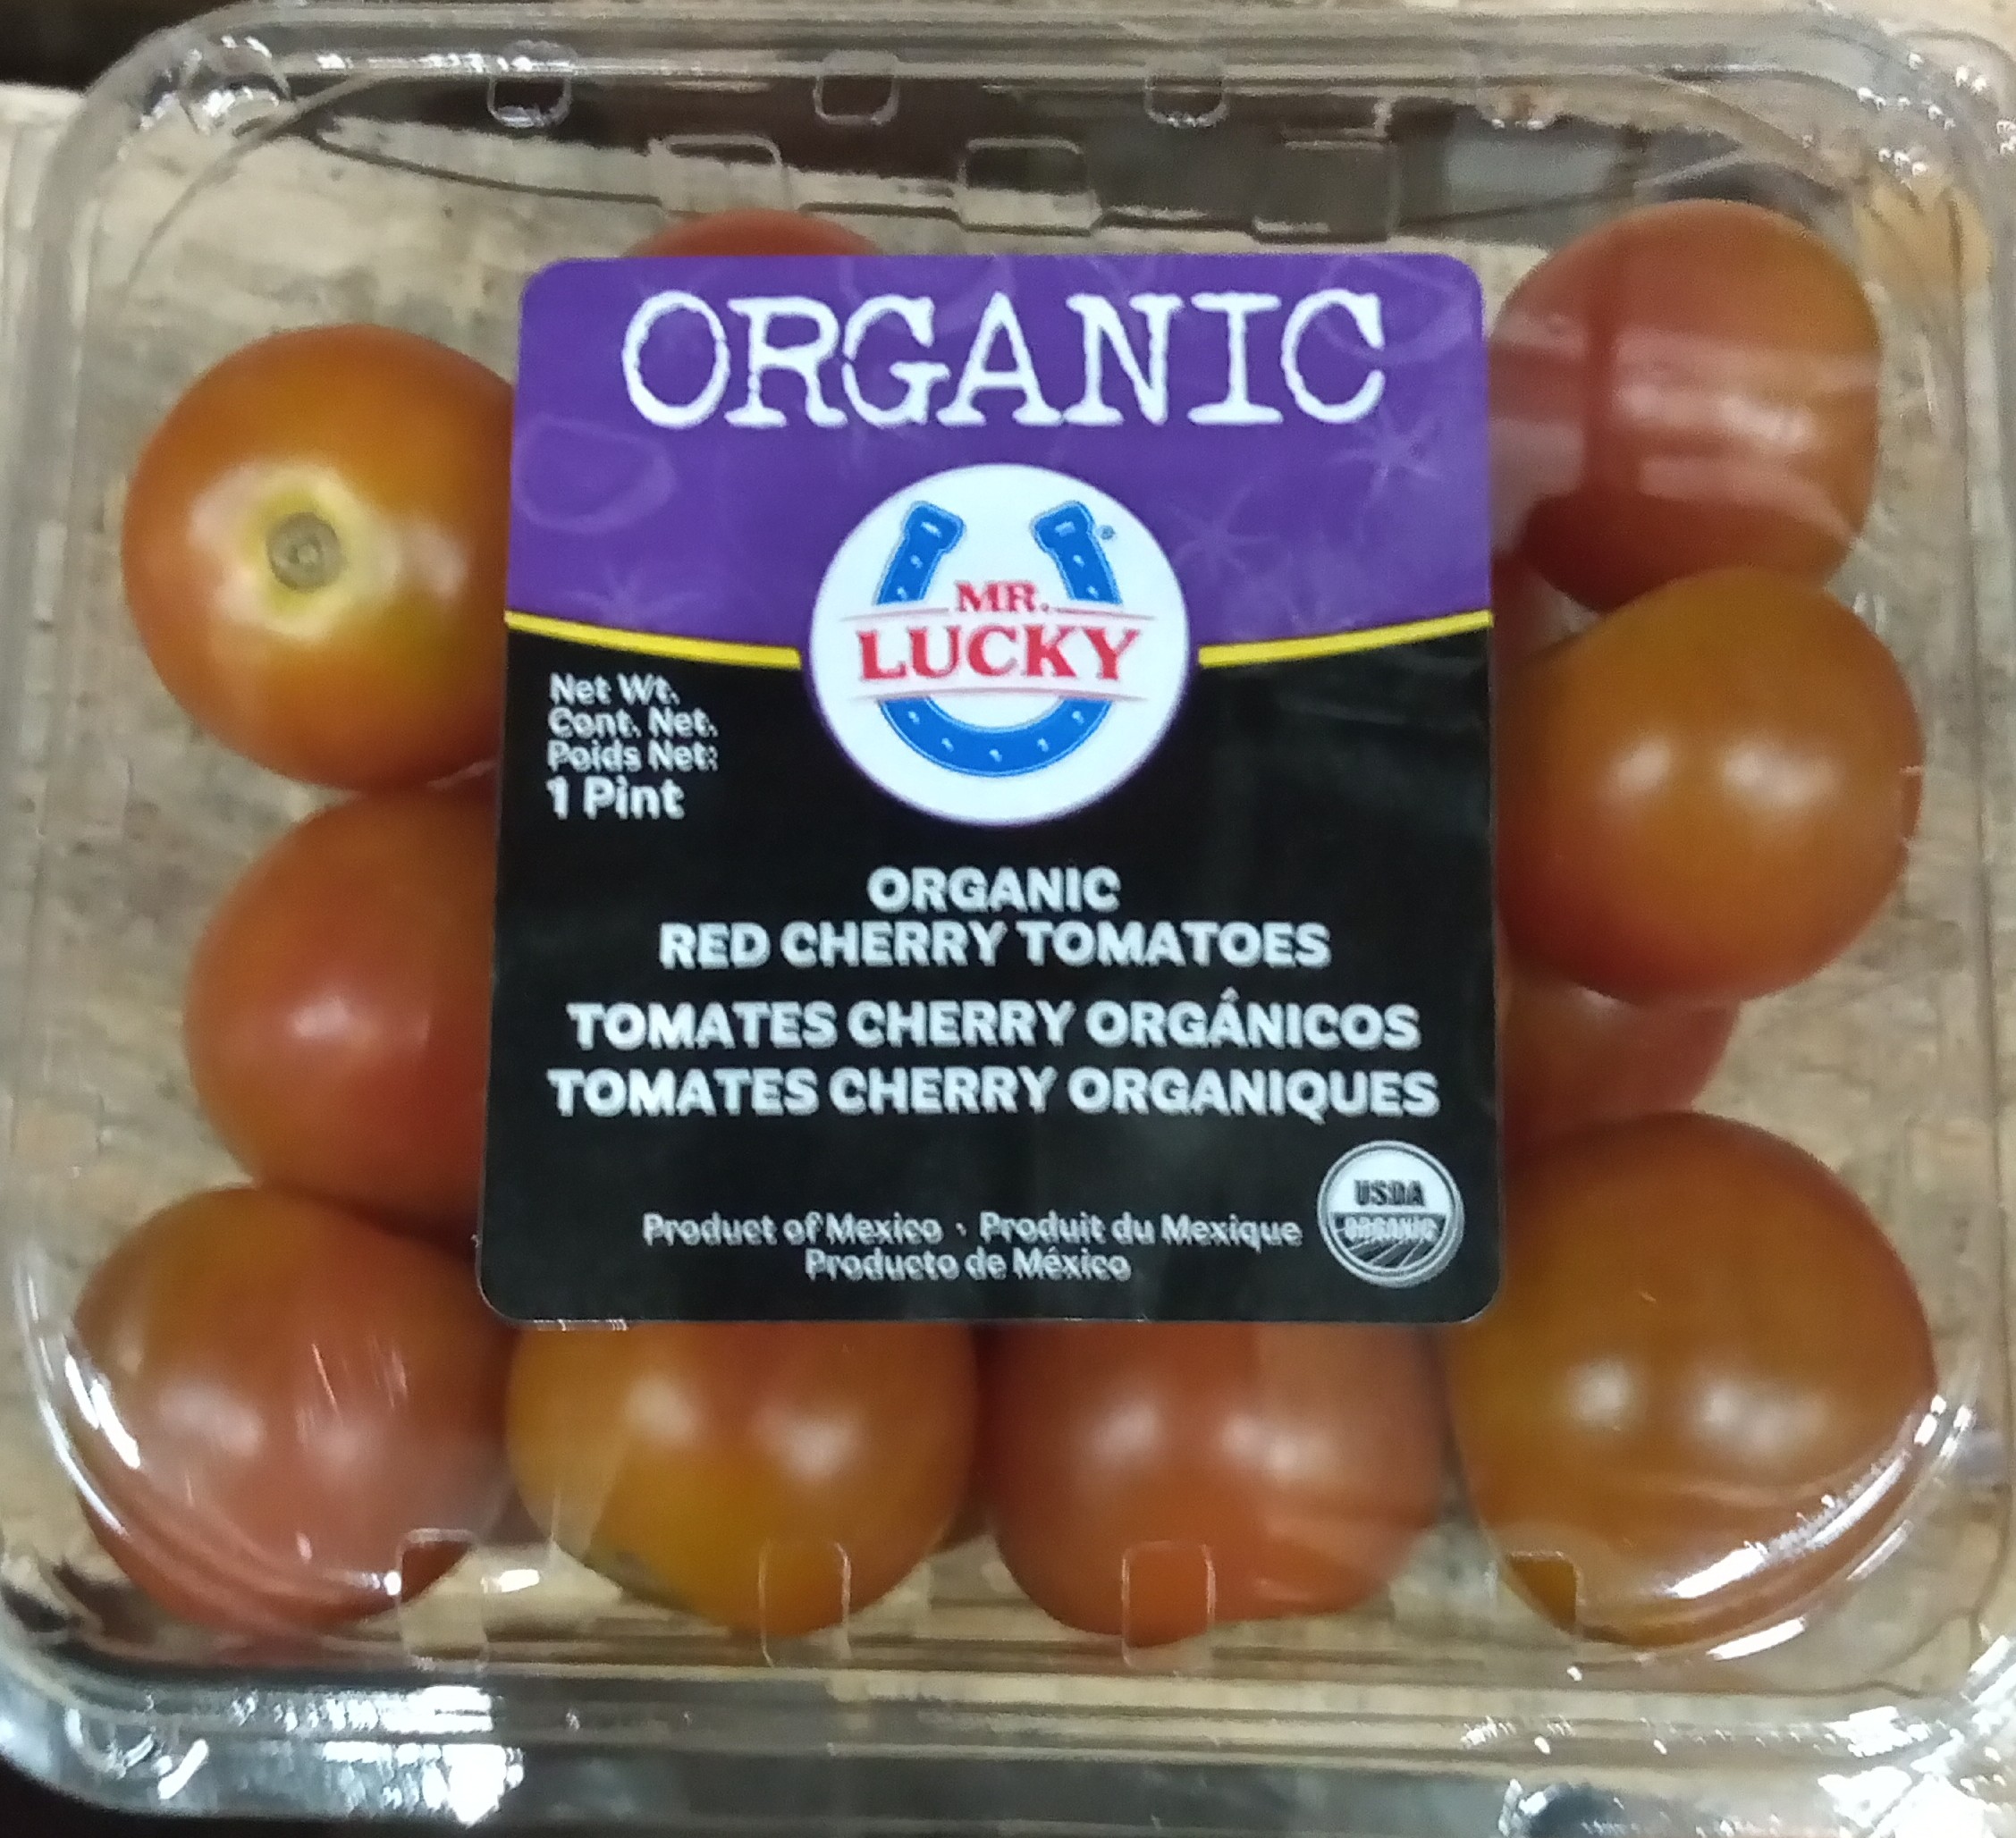 ORGANIC
MR.
LUCKY
Net Wt.
Cont. Net.
Poids Net:
1 Pint
ORGANIC
RED CHERRY TOMATOES
TOMATES CHERRY ORGÁNICOS
TOMATES CHERRY ORGANIQUES
USDA
ORGANIC
Product of Mexico · Produit du Mexique
Producto de México